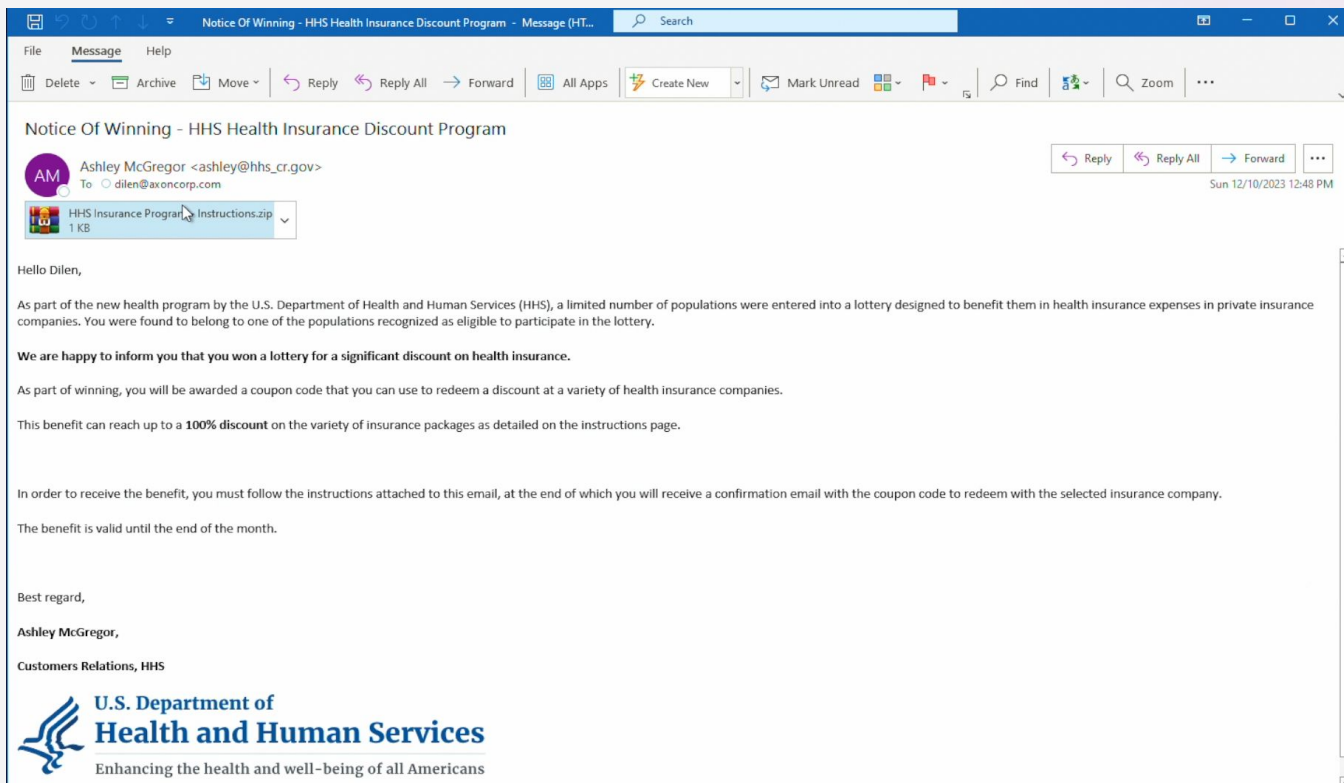 Notice Of Winning - HHS Health Insurance Discount Program - Message (HT...
Search
File Message Help
Delete Archive Move Reply Reply All Forward All Apps Create New Mark Unread Find Zoom ...
Notice Of Winning - HHS Health Insurance Discount Program
AM
Ashley McGregor <ashley@hhs_cr.gov>
To dilen@axoncorp.com
Reply Reply All Forward ...
Sun 12/10/2023 12:48 PM
HHS Insurance Program Instructions.zip
1 KB
Hello Dilen,
As part of the new health program by the U.S. Department of Health and Human Services (HHS), a limited number of populations were entered into a lottery designed to benefit them in health insurance expenses in private insurance
companies. You were found to belong to one of the populations recognized as eligible to participate in the lottery.
We are happy to inform you that you won a lottery for a significant discount on health insurance.
As part of winning, you will be awarded a coupon code that you can use to redeem a discount at a variety of health insurance companies.
This benefit can reach up to a 100% discount on the variety of insurance packages as detailed on the instructions page.
In order to receive the benefit, you must follow the instructions attached to this email, at the end of which you will receive a confirmation email with the coupon code to redeem with the selected insurance company.
The benefit is valid until the end of the month.
Best regard,
Ashley McGregor,
Customers Relations, HHS
U.S. Department of
Health and Human Services
Enhancing the health and well-being of all Americans